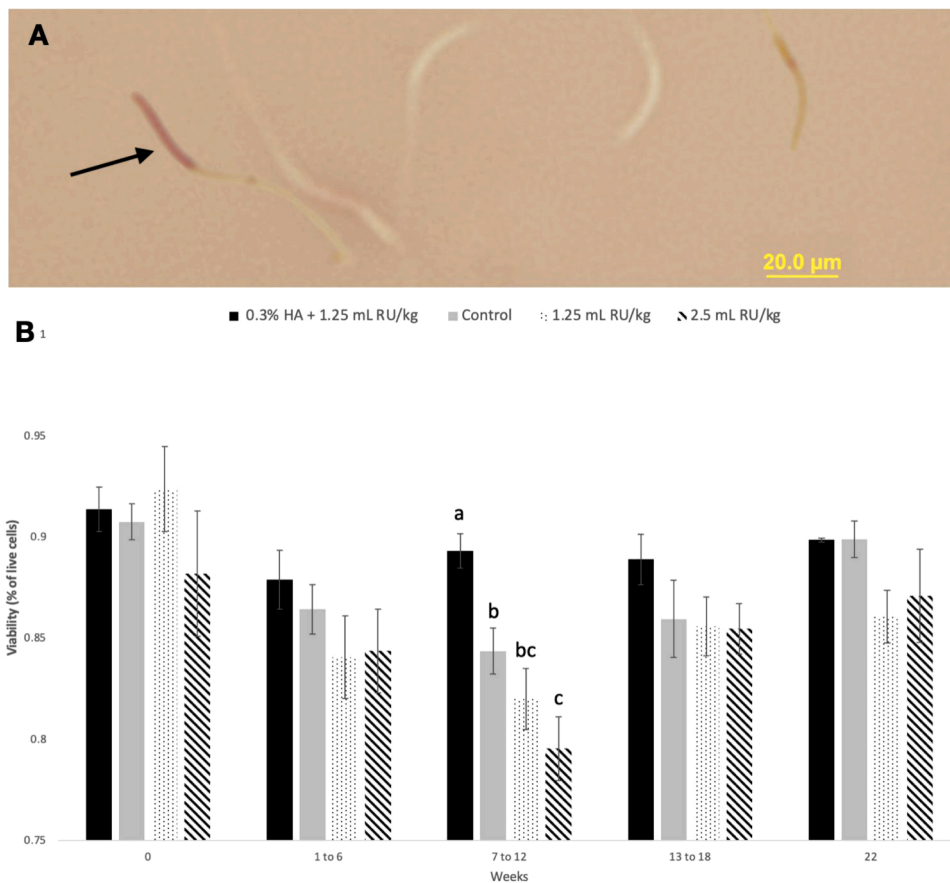 A
20.0 µm
0.3% HA + 1.25 mL RU/kg Control 1.25 mL RU/kg 2.5 mL RU/kg
B
1
0.95
0.9
0.85
0.8
0.75
Viability (% of live cells)
a
b
bc
c
0 1 to 6 7 to 12 13 to 18 22
Weeks